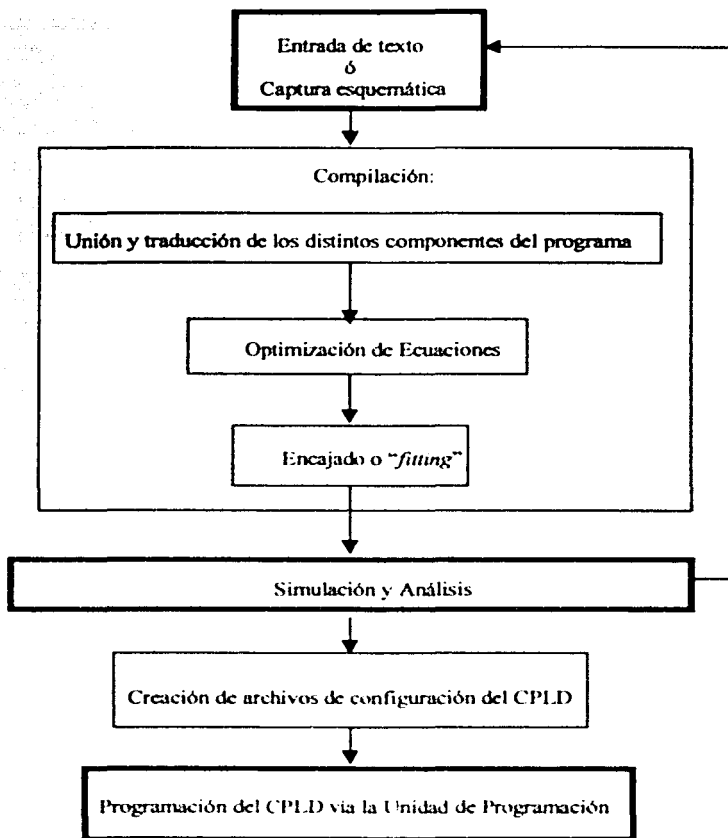 Entrada de texto
ó
Captura esquemática
Compilación:
Unión y traducción de los distintos componentes del programa
Optimización de Ecuaciones
Encajado o "fitting"
Simulación y Análisis
Creación de archivos de configuración del CPLD
Programación del CPLD via la Unidad de Programación